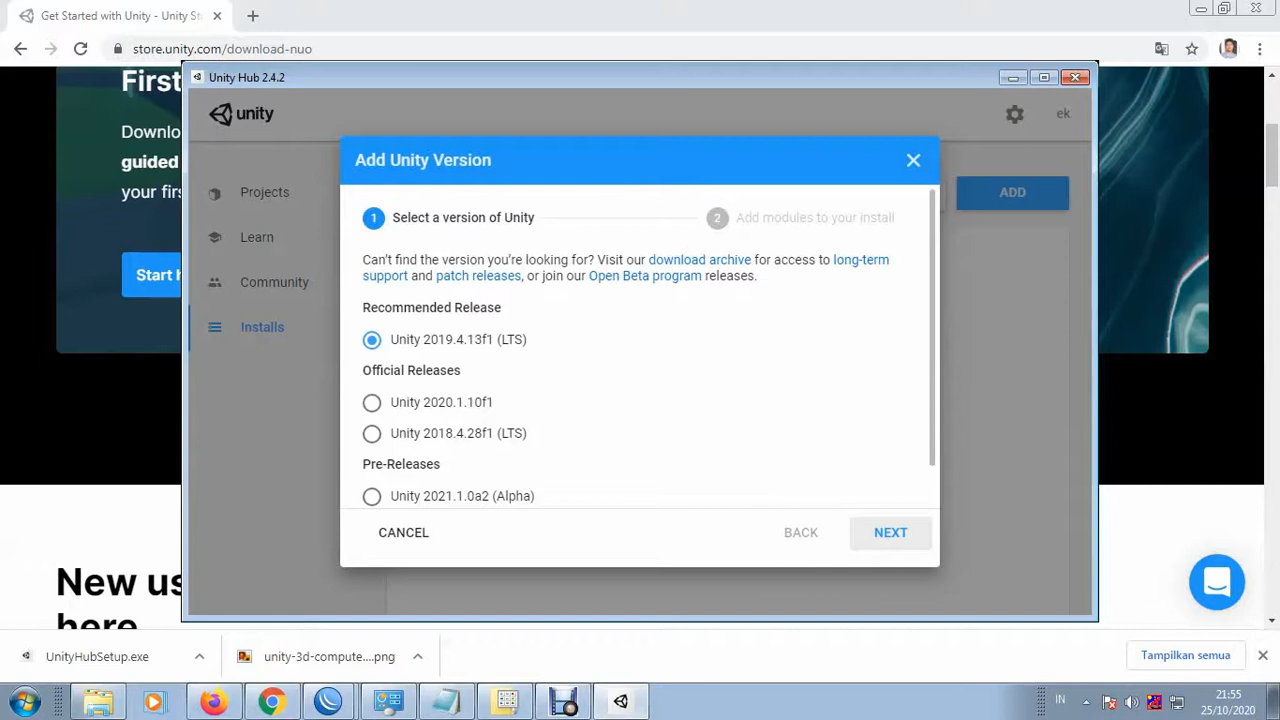 Get Started with Unity - Unity St
store.unity.com/download-nuo
First
Downlo
guided
your firs
Start h
New us
here
Unity Hub 2.4.2
unity
ek
Projects
Learn
Community
Installs
ADD
Add Unity Version
1 Select a version of Unity
2 Add modules to your install
Can't find the version you're looking for? Visit our download archive for access to long-term
support and patch releases, or join our Open Beta program releases.
Recommended Release
Unity 2019.4.13f1 (LTS)
Official Releases
Unity 2020.1.10f1
Unity 2018.4.28f1 (LTS)
Pre-Releases
Unity 2021.1.0a2 (Alpha)
CANCEL
BACK
NEXT
UnityHubSetup.exe
unity-3d-compute....png
Tampilkan semua
IN
21:55
25/10/2020